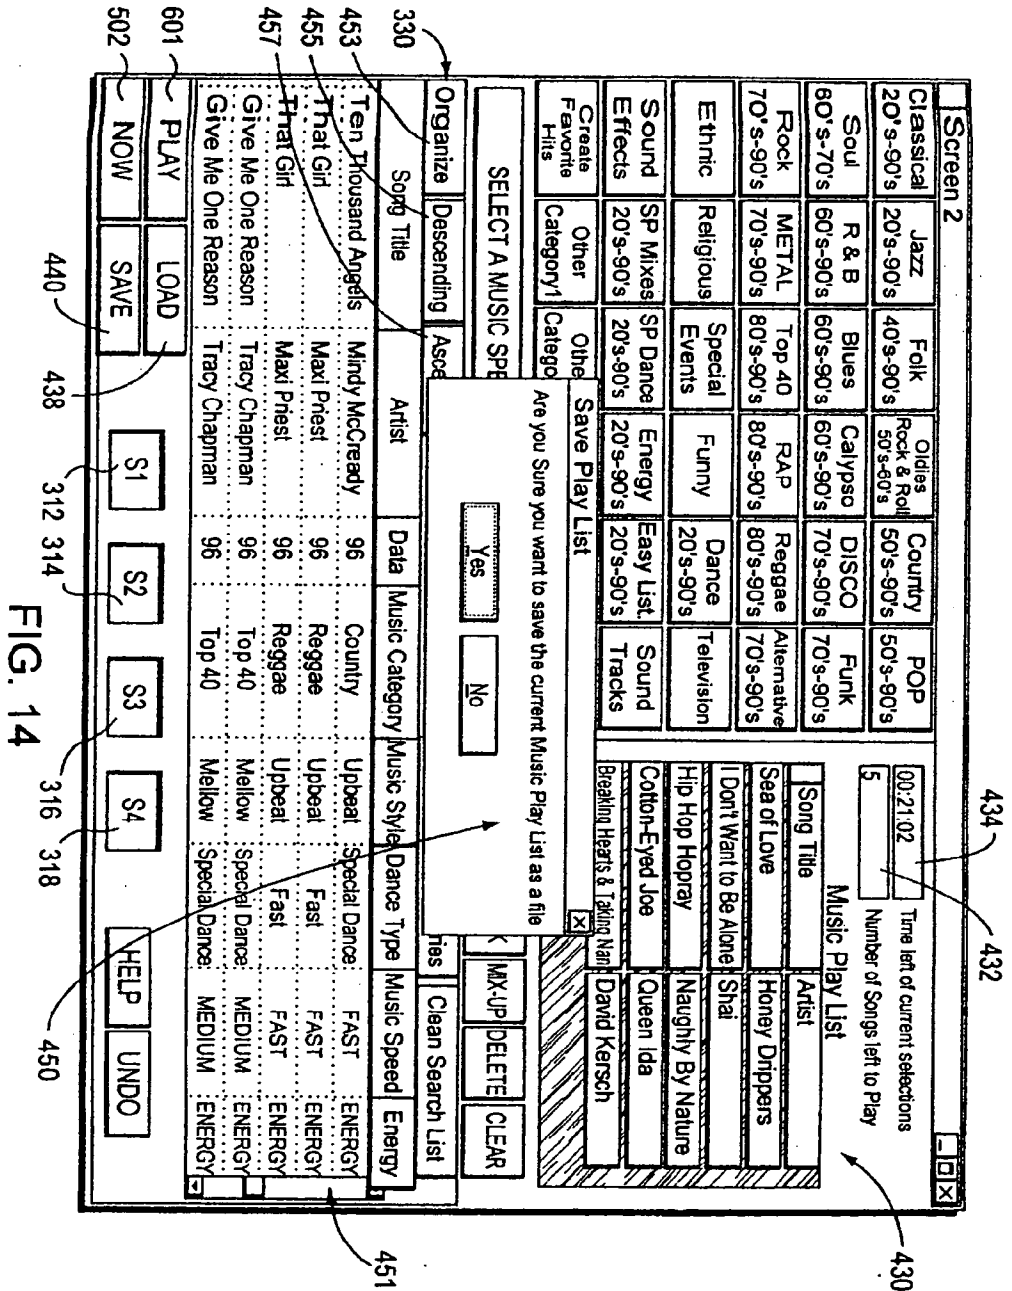 Screen 2
Classical 20's-90's
Jazz 20's-90's
Folk 40's-90's
Oldies Rock & Roll 50's-60's
Country 50's-90's
POP 50's-90's
Soul 60's-70's
R & B 60's-90's
Blues 60's-90's
Calypso 60's-90's
DISCO 70's-90's
Funk 70's-90's
Rock 70's-90's
METAL 70's-90's
Top 40 80's-90's
RAP 80's-90's
Reggae 80's-90's
Alternative 70's-90's
Ethnic
Religious
Special Events
Funny
Dance 20's-90's
Television
Sound Effects
SP Mixes 20's-90's
SP Dance 20's-90's
Energy 20's-90's
Easy List. 20's-90's
Sound Tracks
Create Favorite Hits
Other Category1
Othe Catego
00:21:02 Time left of current selections
5 Number of Songs left to Play
Music Play List
Song Title Artist
Sea of Love Honey Drippers
I Don't Want to Be Alone Shai
Hip Hop Hopray Naughly By Nature
Cotton-Eyed Joe Queen Ida
Breaking Hearts & Taking Nan David Kersch
SELECT A MUSIC SPE
K MIX-UP DELETE CLEAR
Save Play List
Are you Sure you want to save the current Music Play List as a file
Yes No
Organize Descending Asce
ries Clean Search List
Song Title Artist Data Music Category Music Style Dance Type Music Speed Energy
Ten Thousand Angels Mindy McCready 96 Country Upbeat Special Dance FAST ENERGY
That Girl Maxi Priest 96 Reggae Upbeat Fast FAST ENERGY
That Girl Maxi Priest 96 Reggae Upbeat Fast FAST ENERGY
Give Me One Reason Tracy Chapman 96 Top 40 Mellow Special Dance MEDIUM ENERGY
Give Me One Reason Tracy Chapman 96 Top 40 Mellow Special Dance MEDIUM ENERGY
PLAY LOAD
NOW SAVE
S1 S2 S3 S4
HELP UNDO
434
432
430
330
453
455
457
601
502
440
438
312
314
316
318
450
451
FIG. 14